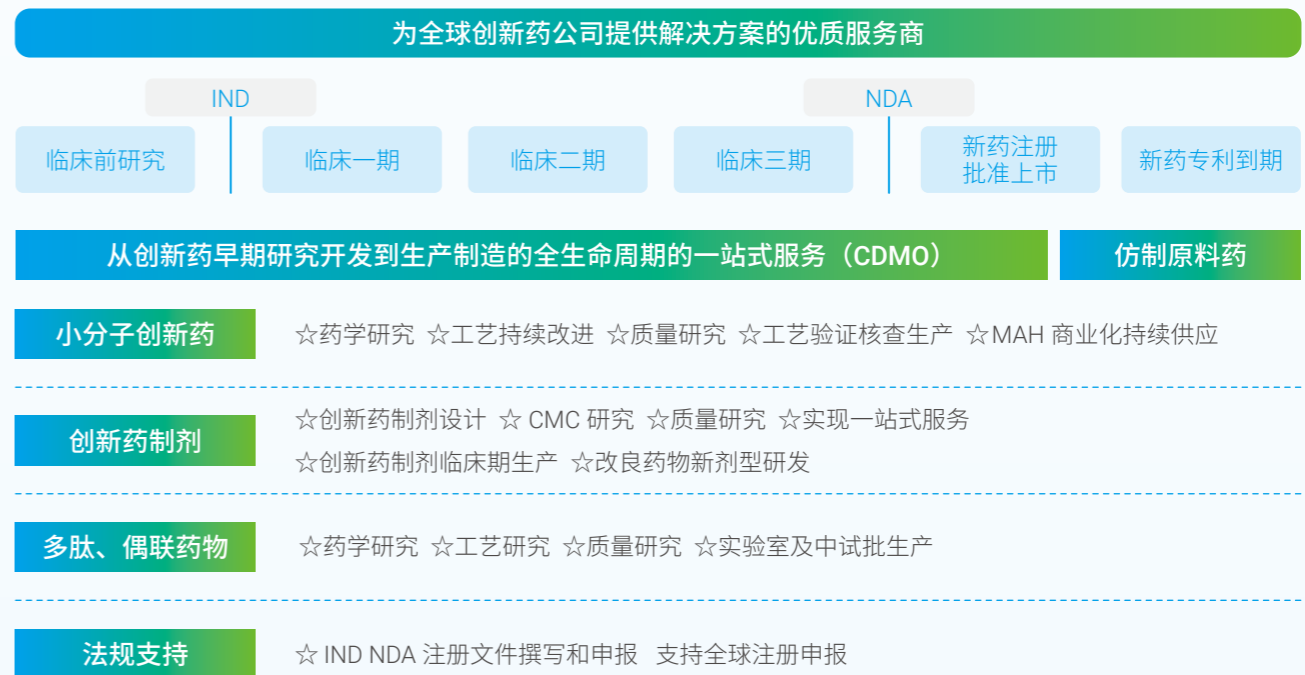 为全球创新药公司提供解决方案的优质服务商
IND
NDA
临床前研究
临床一期
临床二期
临床三期
新药注册
批准上市
新药专利到期
从创新药早期研究开发到生产制造的全生命周期的一站式服务（CDMO）
仿制原料药
小分子创新药
☆药学研究 ☆工艺持续改进 ☆质量研究 ☆工艺验证核查生产 ☆MAH 商业化持续供应
创新药制剂
☆创新药制剂设计 ☆ CMC 研究 ☆质量研究 ☆实现一站式服务
☆创新药制剂临床期生产 ☆改良药物新剂型研发
多肽、偶联药物
☆药学研究 ☆工艺研究 ☆质量研究 ☆实验室及中试批生产
法规支持
☆ IND NDA 注册文件撰写和申报 支持全球注册申报